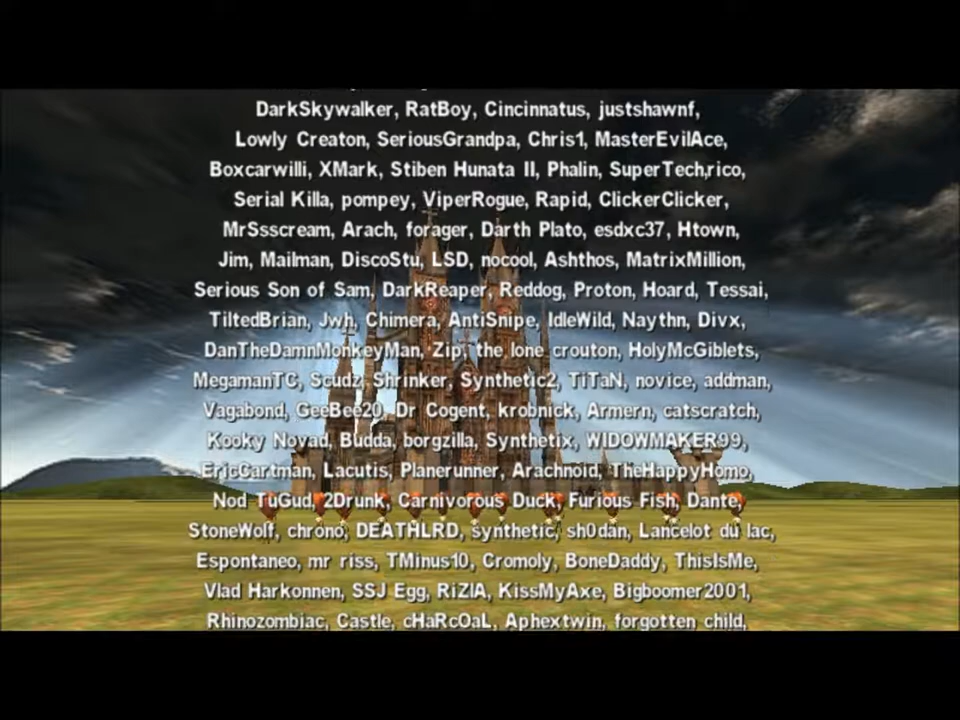 DarkSkywalker, RatBoy, Cincinnatus, justshawnf,
Lowly Creaton, SeriousGrandpa, Chris1, MasterEvilAce,
Boxcarwilli, XMark, Stiben Hunata II, Phalin, SuperTech,rico,
Serial Killa, pompey, ViperRogue, Rapid, ClickerClicker,
MrSsscream, Arach, forager, Darth Plato, esdxc37, Htown,
Jim, Mailman, DiscoStu, LSD, nocool, Ashthos, MatrixMillion,
Serious Son of Sam, DarkReaper, Reddog, Proton, Hoard, Tessai,
TiltedBrian, Jwh, Chimera, AntiSnipe, IdleWild, Naythn, Divx,
DanTheDamnMonkeyMan, Zip, the lone crouton, HolyMcGiblets,
MegamanTC, Scudz, Shrinker, Synthetic2, TiTaN, novice, addman,
Vagabond, GeeBee20, Dr Cogent, krobnick, Armern, catscratch,
Kooky Novad, Budda, borgzilla, Synthetix, WIDOWMAKER99,
EricCartman, Lacutis, Planerunner, Arachnoid, TheHappyHomo,
Nod TuGud, 2Drunk, Carnivorous Duck, Furious Fish, Dante,
StoneWolf, chrono, DEATHLRD, synthetic, sh0dan, Lancelot du lac,
Espontaneo, mr riss, TMinus10, Cromoly, BoneDaddy, ThisIsMe,
Vlad Harkonnen, SSJ Egg, RiZlA, KissMyAxe, Bigboomer2001,
Rhinozombiac, Castle, cHaRcOaL, Aphextwin, forgotten child,